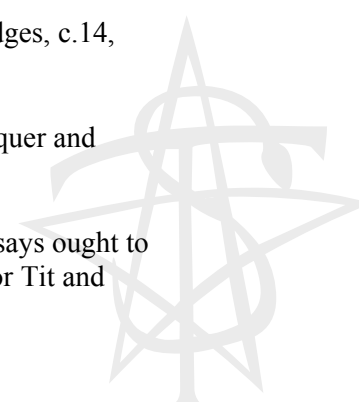 dges, c.14,
quer and
says ought to
or Tit and